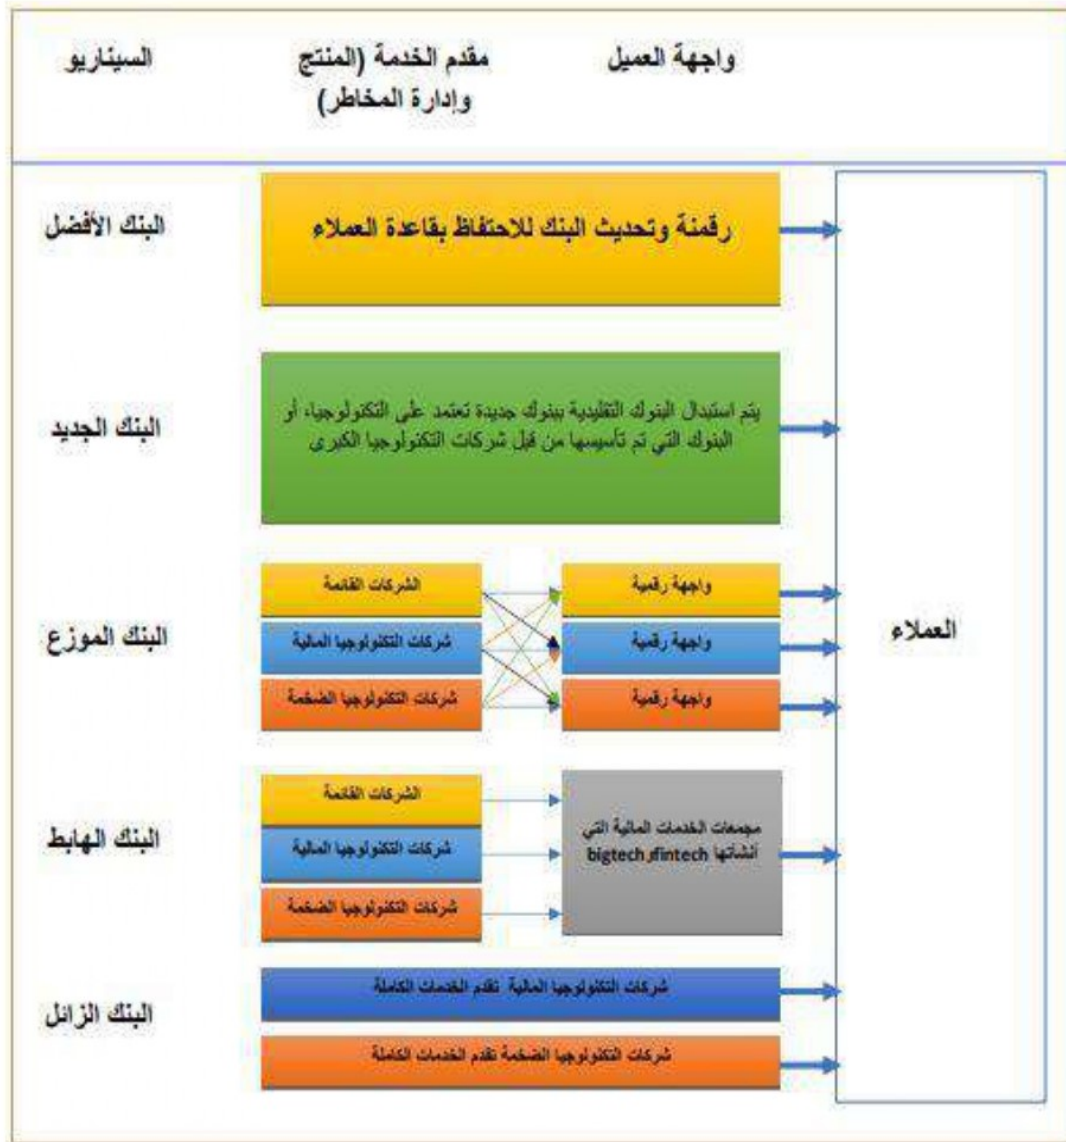 السيناريو
مقدم الخدمة (المنتج
وإدارة المخاطر)
واجهة العميل
البنك الأفضل
رقمنة وتحديث البنك للاحتفاظ بقاعدة العملاء
البنك الجديد
يتم استبدال البنوك التقليدية ببنوك جديدة تعتمد على التكنولوجيا، أو
البنوك التي تم تأسيسها من قبل شركات التكنولوجيا الكبرى
البنك الموزع
الشركات القائمة
واجهة رقمية
شركات التكنولوجيا المالية
واجهة رقمية
شركات التكنولوجيا الضخمة
واجهة رقمية
العملاء
البنك الهابط
الشركات القائمة
شركات التكنولوجيا المالية
شركات التكنولوجيا الضخمة
مجمعات الخدمات المالية التي
أنشأتها fintechو bigtech
البنك الزائل
شركات التكنولوجيا المالية تقدم الخدمات الكاملة
شركات التكنولوجيا الضخمة تقدم الخدمات الكاملة